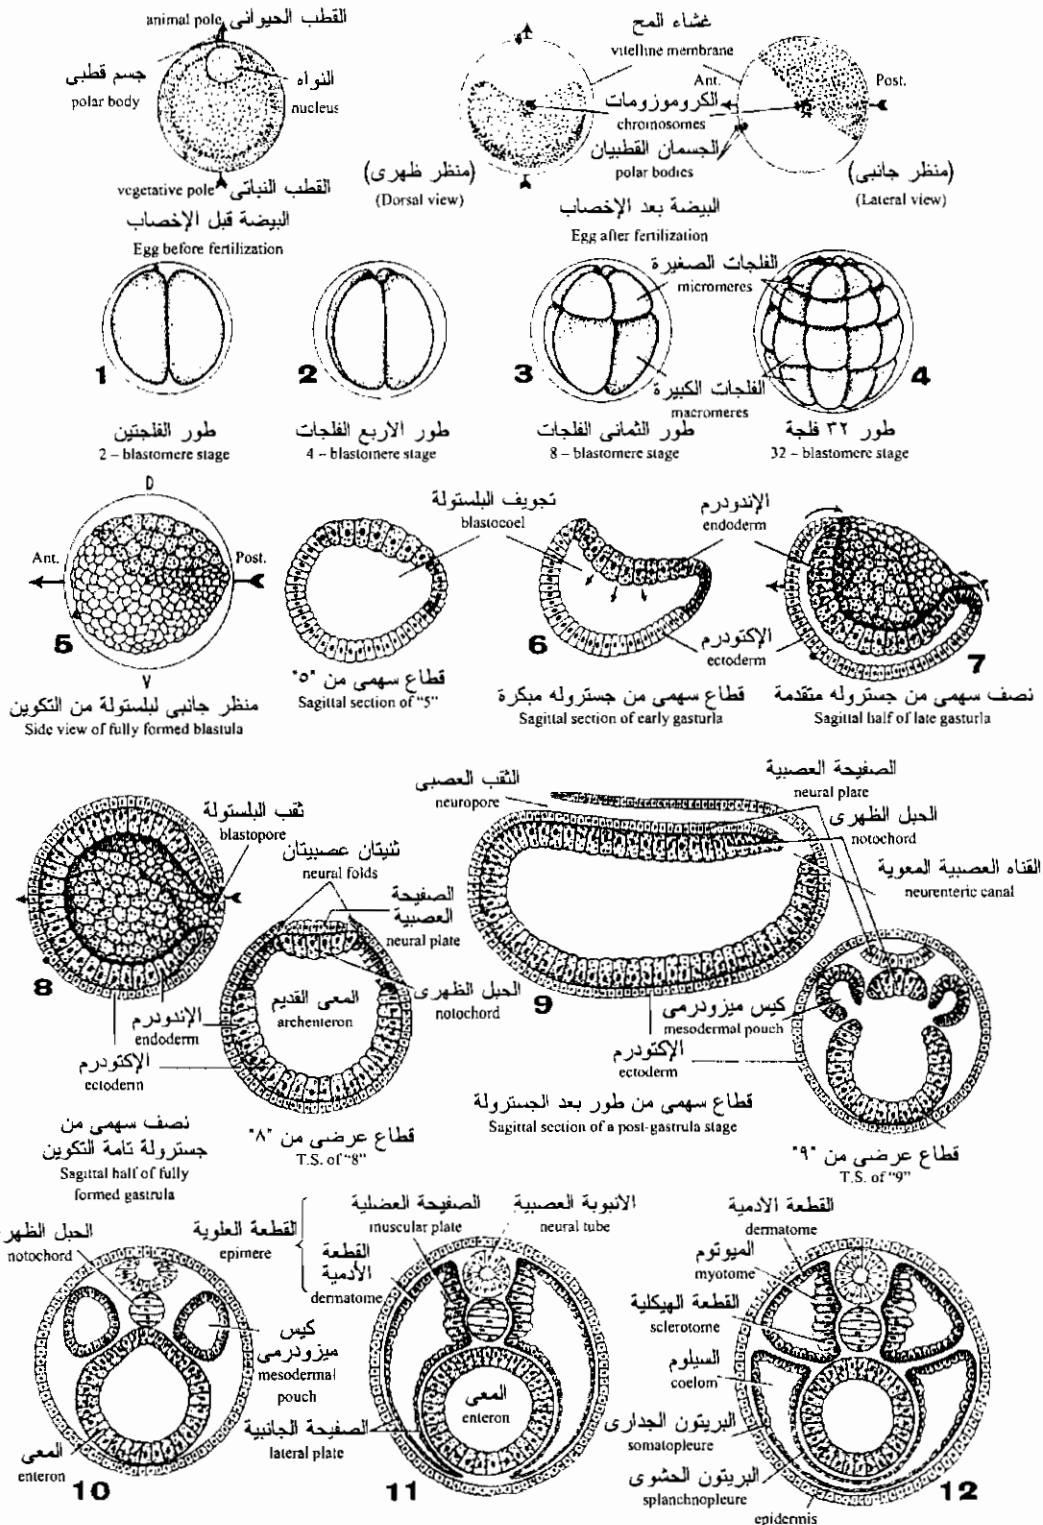 القطب الحيوانى
animal pole
جسم قطبى
polar body
النواه
nucleus
القطب النباتى
vegetative pole
البيضة قبل الإخصاب
Egg before fertilization
غشاء المح
vitelline membrane
Ant.
Post.
الكروموزومات
chromosomes
الجسمان القطبيان
polar bodies
(منظر ظهرى)
(Dorsal view)
(منظر جانبى)
(Lateral view)
البيضة بعد الإخصاب
Egg after fertilization
الفلجات الصغيرة
micromeres
الفلجات الكبيرة
macromeres
1
2
3
4
طور الفلجتين
2 – blastomere stage
طور الاربع الفلجات
4 – blastomere stage
طور الثمانى الفلجات
8 – blastomere stage
طور ٣٢ فلجة
32 – blastomere stage
D
Ant.
Post.
5
V
منظر جانبى لبلستولة من التكوين
Side view of fully formed blastula
تجويف البلستولة
blastocoel
قطاع سهمى من "٥"
Sagittal section of "5"
6
قطاع سهمى من جستروله مبكرة
Sagittal section of early gasturla
الإندودرم
endoderm
الإكتودرم
ectoderm
7
نصف سهمى من جستروله متقدمة
Sagittal half of late gasturla
ثقب البلستولة
blastopore
8
الإندودرم
endoderm
الإكتودرم
ectoderm
نصف سهمى من
جسترولة تامة التكوين
Sagittal half of fully
formed gastrula
ثنيتان عصبيتان
neural folds
الصفيحة
العصبية
neural plate
الحبل الظهرى
notochord
المعى القديم
archenteron
قطاع عرضى من "٨"
T.S. of "8"
الثقب العصبى
neuropore
الصفيحة العصبية
neural plare
الحبل الظهرى
notochord
القناه العصبية المعوية
neurenteric canal
9
كيس ميزودرمى
mesodermal pouch
الإكتودرم
ectoderm
قطاع سهمى من طور بعد الجسترولة
Sagittal section of a post-gastrula stage
قطاع عرضى من "٩"
T.S. of "9"
الحبل الظهرى
notochord
كيس
ميزودرمى
mesodermal
pouch
المعى
enteron
10
القطعة العلوية
epimere
الصفيحة العضلية
muscular plate
القطعة
الأدمية
dermatome
الانبوبة العصبية
neural tube
المعى
enteron
الصفيحة الجانبية
lateral plate
11
القطعة الأدمية
dermatome
الميوتوم
myotome
القطعة الهيكلية
sclerotome
السيلوم
coelom
البريتون الجدارى
somatopleure
البريتون الحشوى
splanchnopleure
epidermis
12